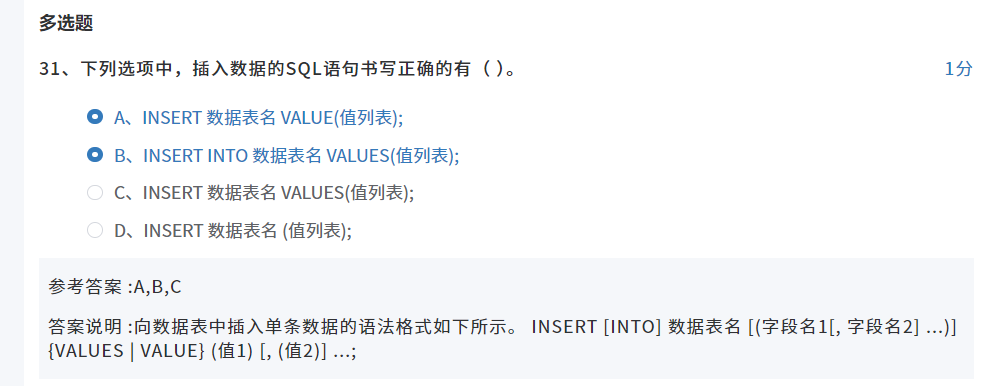 多选题
31、下列选项中，插入数据的SQL语句书写正确的有（ ）。 1分
A、INSERT 数据表名 VALUE(值列表);
B、INSERT INTO 数据表名 VALUES(值列表);
C、INSERT 数据表名 VALUES(值列表);
D、INSERT 数据表名 (值列表);
参考答案 :A,B,C
答案说明 :向数据表中插入单条数据的语法格式如下所示。 INSERT [INTO] 数据表名 [(字段名1[, 字段名2] ...)]
{VALUES | VALUE} (值1) [, (值2)] ...;